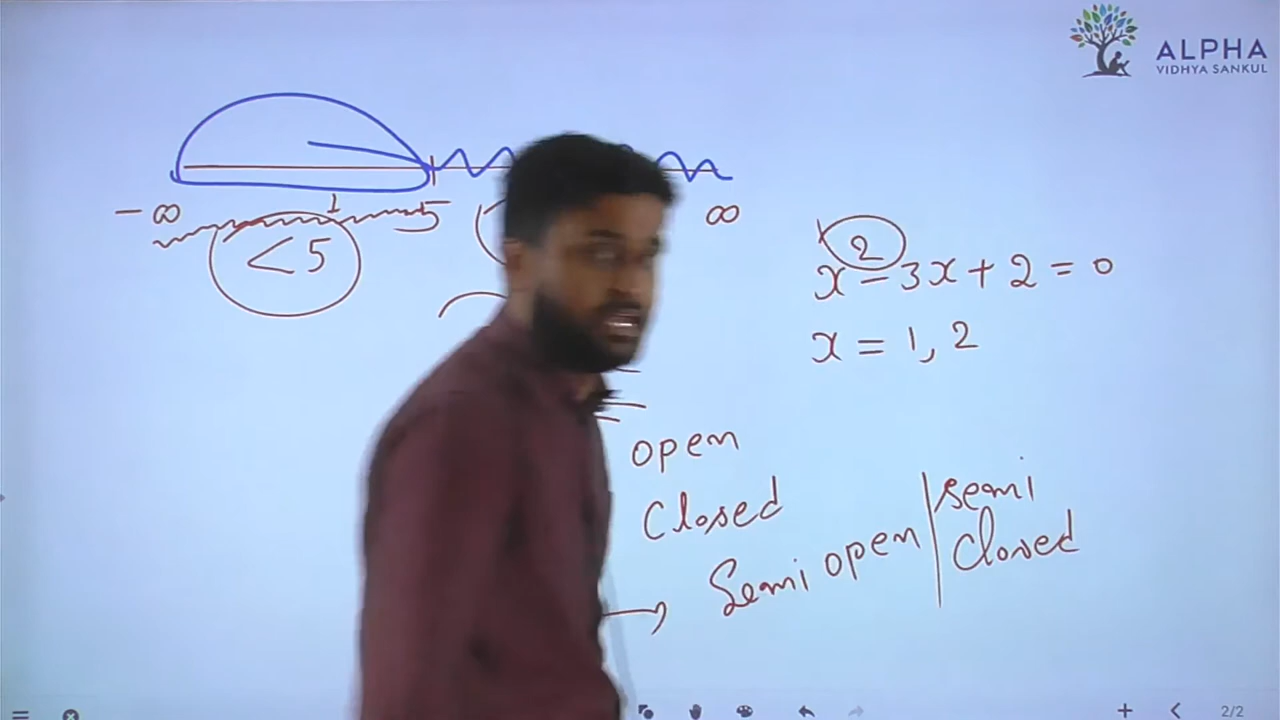 ALPHA
VIDHYA SANKUL
-∞ 1 5 ∞
<5
x² - 3x + 2 = 0
x = 1, 2
open
Closed
Semi open | semi closed
2/2